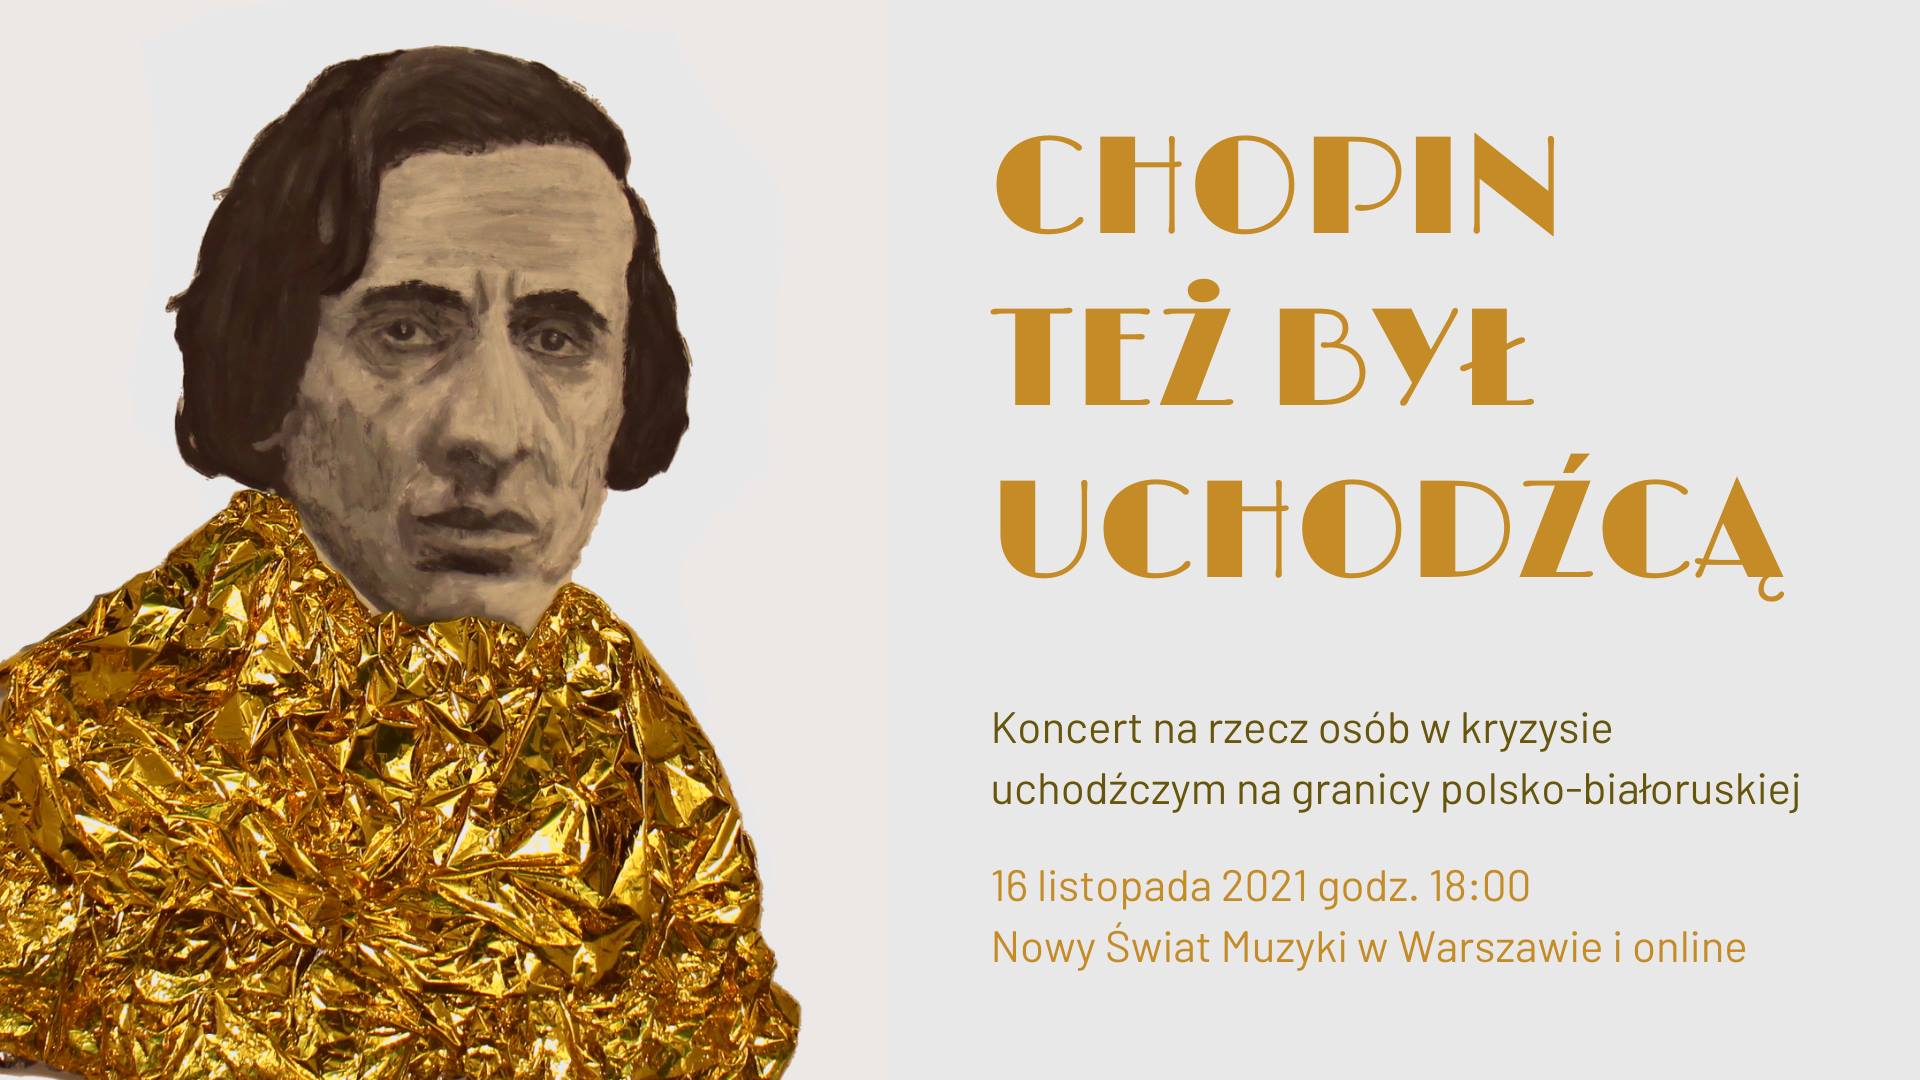 CHOPIN
TEŻ BYŁ
UCHODŹCĄ
Koncert na rzecz osób w kryzysie
uchodźczym na granicy polsko-białoruskiej
16 listopada 2021 godz. 18:00
Nowy Świat Muzyki w Warszawie i online